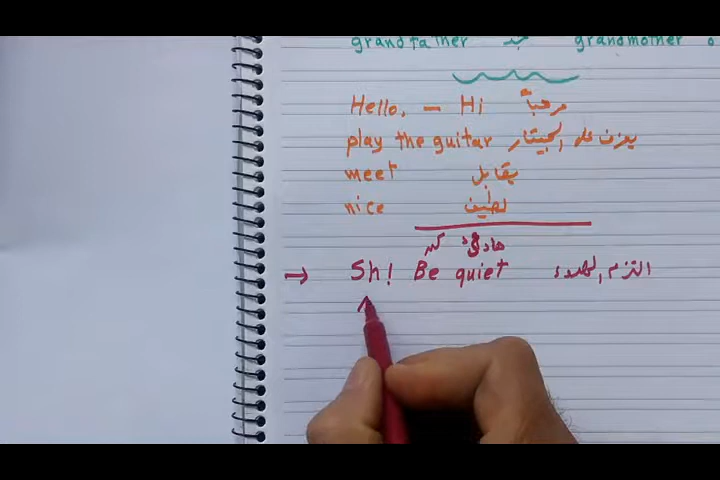 grandfather جد grandmother
Hello, — Hi مرحباً
play the guitar يعزف على الجيتار
meet يقابل
nice لطيف
كن هادئ
→ Sh! Be quiet التزم الهدوء